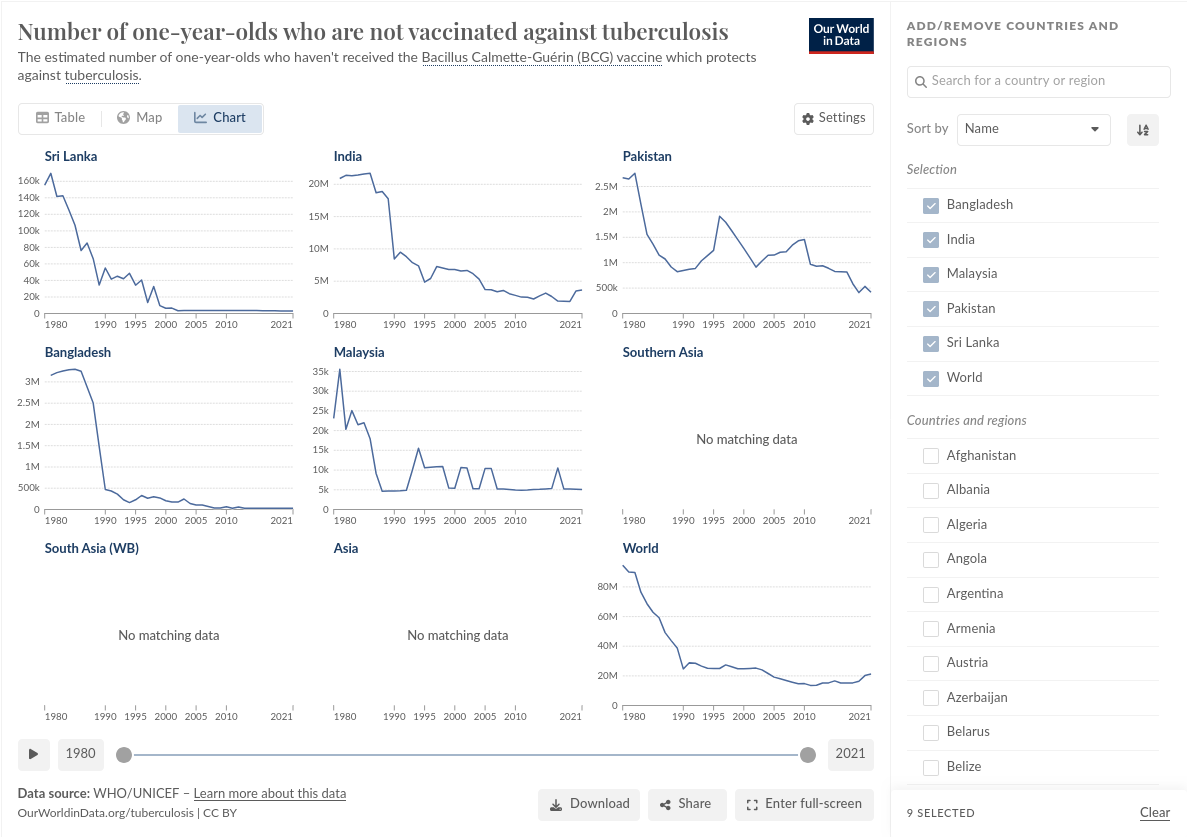 Number of one-year-olds who are not vaccinated against tuberculosis
The estimated number of one-year-olds who haven't received the Bacillus Calmette-Guérin (BCG) vaccine which protects
against tuberculosis.
Our World
in Data
Table
Map
Chart
Settings
Sri Lanka
160k
140k
120k
100k
80k
60k
40k
20k
0
1980 1990 1995 2000 2005 2010 2021
India
20M
15M
10M
5M
0
1980 1990 1995 2000 2005 2010 2021
Pakistan
2.5M
2M
1.5M
1M
500k
0
1980 1990 1995 2000 2005 2010 2021
Bangladesh
3M
2.5M
2M
1.5M
1M
500k
0
1980 1990 1995 2000 2005 2010 2021
Malaysia
35k
30k
25k
20k
15k
10k
5k
0
1980 1990 1995 2000 2005 2010 2021
Southern Asia
No matching data
1980 1990 1995 2000 2005 2010 2021
South Asia (WB)
No matching data
1980 1990 1995 2000 2005 2010 2021
Asia
No matching data
1980 1990 1995 2000 2005 2010 2021
World
80M
60M
40M
20M
0
1980 1990 1995 2000 2005 2010 2021
1980
2021
Data source: WHO/UNICEF – Learn more about this data
OurWorldinData.org/tuberculosis | CC BY
Download
Share
Enter full-screen
ADD/REMOVE COUNTRIES AND
REGIONS
Search for a country or region
Sort by Name
Selection
Bangladesh
India
Malaysia
Pakistan
Sri Lanka
World
Countries and regions
Afghanistan
Albania
Algeria
Angola
Argentina
Armenia
Austria
Azerbaijan
Belarus
Belize
9 SELECTED
Clear